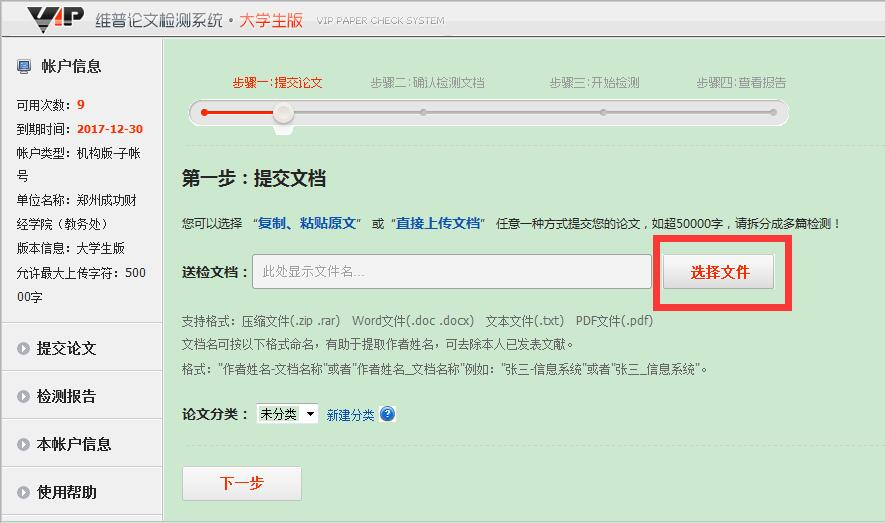 VIP 维普论文检测系统·大学生版 VIP PAPER CHECK SYSTEM
帐户信息
可用次数：9
到期时间：2017-12-30
帐户类型：机构版-子帐
号
单位名称：郑州成功财
经学院（教务处）
版本信息：大学生版
允许最大上传字符：500
00字
提交论文
检测报告
本帐户信息
使用帮助
步骤一:提交论文 步骤二:确认检测文档 步骤三:开始检测 步骤四:查看报告
第一步：提交文档
您可以选择 “复制、粘贴原文” 或“直接上传文档” 任意一种方式提交您的论文，如超50000字，请拆分成多篇检测！
送检文档： 此处显示文件名... 选择文件
支持格式：压缩文件(.zip .rar) Word文件(.doc .docx) 文本文件(.txt) PDF文件(.pdf)
文档名可按以下格式命名，有助于提取作者姓名，可去除本人已发表文献。
格式："作者姓名-文档名称"或者"作者姓名_文档名称"例如："张三-信息系统"或者"张三_信息系统"。
论文分类： 未分类 新建分类 ?
下一步